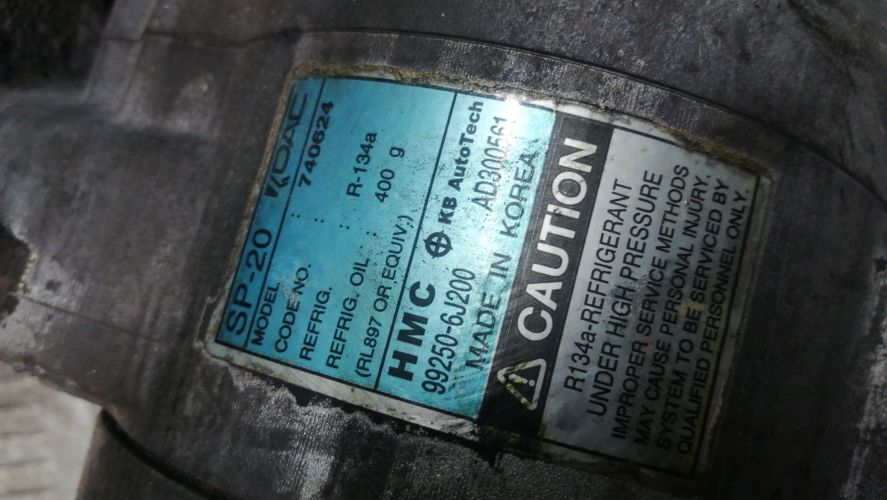 SP-20 KDAC
MODEL
CODE NO. : 740624
REFRIG. : R-134a
REFRIG. OIL : 400 g
(RL897 OR EQUIV.)
HMC KB AutoTech
99250-6J200 AD300561
MADE IN KOREA
CAUTION
R134a-REFRIGERANT
UNDER HIGH PRESSURE
IMPROPER SERVICE METHODS
MAY CAUSE PERSONAL INJURY.
SYSTEM TO BE SERVICED BY
QUALIFIED PERSONNEL ONLY.